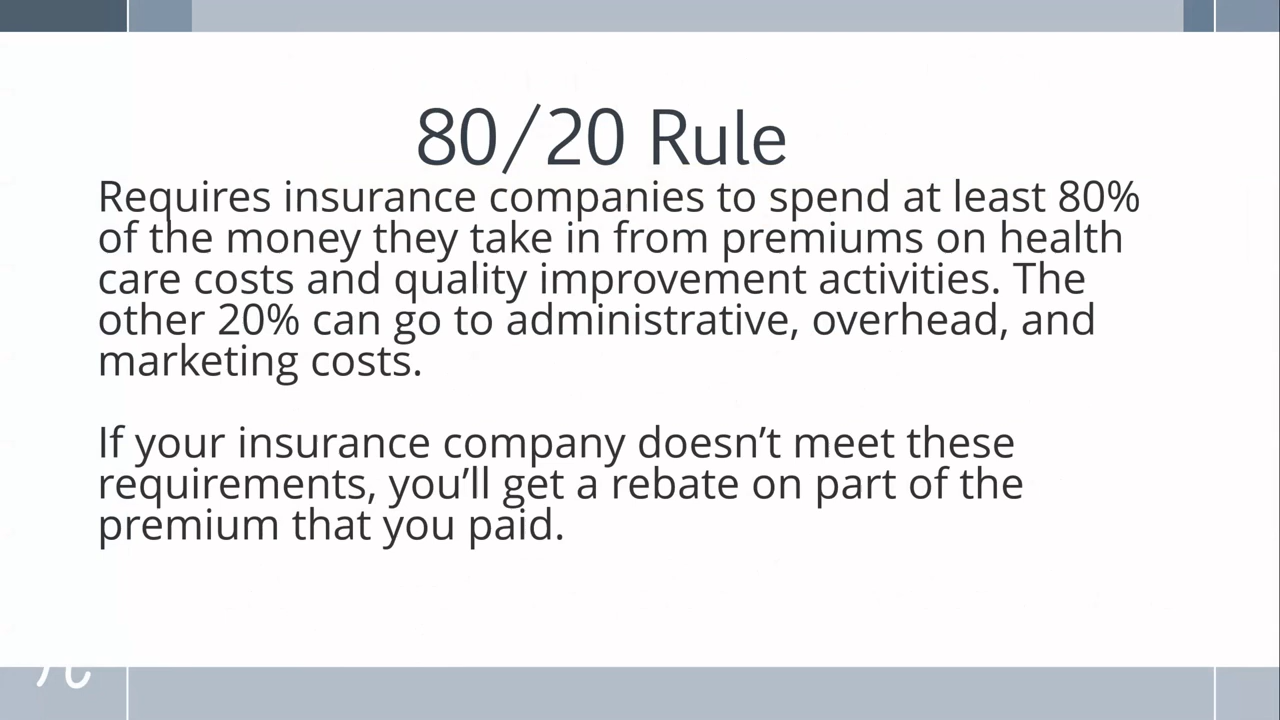 80/20 Rule
Requires insurance companies to spend at least 80%
of the money they take in from premiums on health
care costs and quality improvement activities. The
other 20% can go to administrative, overhead, and
marketing costs.
If your insurance company doesn’t meet these
requirements, you’ll get a rebate on part of the
premium that you paid.